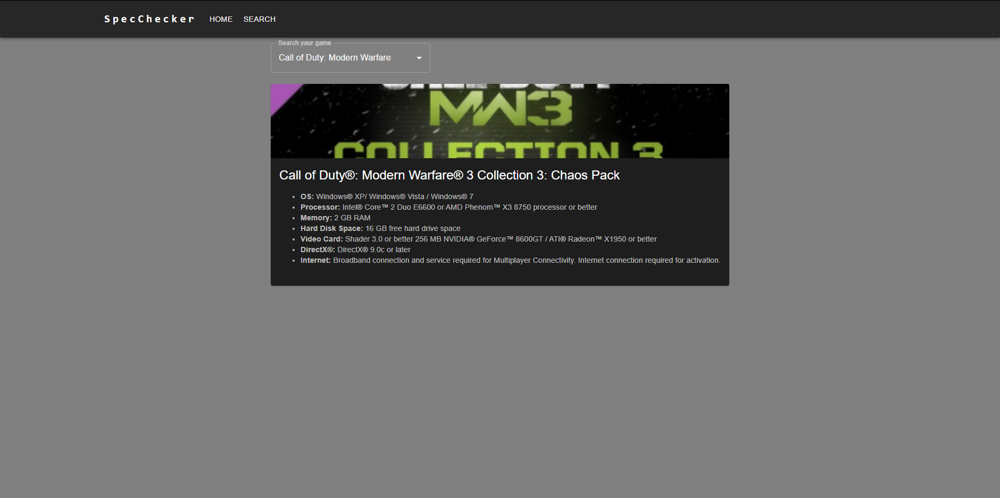 SpecChecker HOME SEARCH
Search your game
Call of Duty: Modern Warfare
MW3
COLLECTION 3
Call of Duty®: Modern Warfare® 3 Collection 3: Chaos Pack
• OS: Windows® XP/ Windows® Vista / Windows® 7
• Processor: Intel® Core™ 2 Duo E6600 or AMD Phenom™ X3 8750 processor or better
• Memory: 2 GB RAM
• Hard Disk Space: 16 GB free hard drive space
• Video Card: Shader 3.0 or better 256 MB NVIDIA® GeForce™ 8600GT / ATI® Radeon™ X1950 or better
• DirectX®: DirectX® 9.0c or later
• Internet: Broadband connection and service required for Multiplayer Connectivity. Internet connection required for activation.